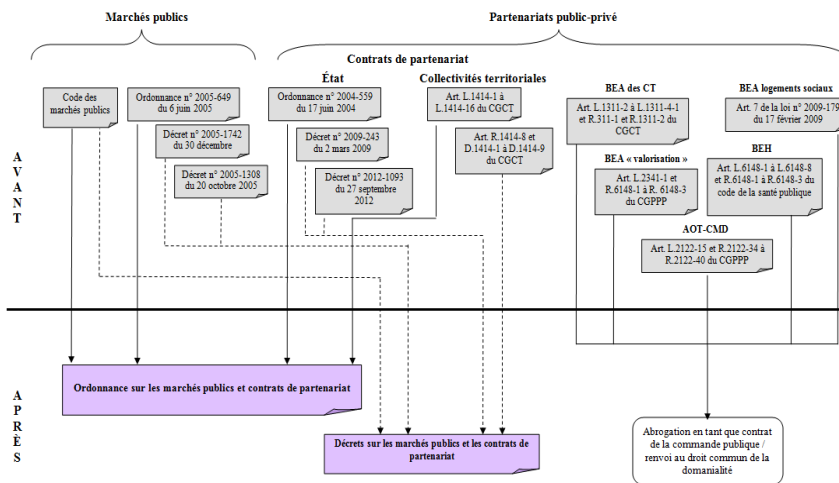 Marchés publics
Partenariats public-privé
Contrats de partenariat
État
Collectivités territoriales
BEA des CT
BEA logements sociaux
Code des
marchés publics
Ordonnance n° 2005-649
du 6 juin 2005
Ordonnance n° 2004-559
du 17 juin 2004
Art. L.1414-1 à
L.1414-16 du CGCT
Art. L.1311-2 à L.1311-4-1
et R.311-1 et R.1311-2 du
CGCT
Art. 7 de la loi n° 2009-179
du 17 février 2009
Décret n° 2005-1742
du 30 décembre
Décret n° 2009-243
du 2 mars 2009
Art. R.1414-8 et
D.1414-1 à D.1414-9
du CGCT
Décret n° 2005-1308
du 20 octobre 2005
Décret n° 2012-1093
du 27 septembre
2012
BEA « valorisation »
BEH
Art. L.2341-1 et
R.6148-1 à R. 6148-3
du CGPPP
Art. L.6148-1 à L.6148-8
et R.6148-1 à R.6148-3 du
code de la santé publique
AOT-CMD
Art. L.2122-15 et R.2122-34 à
R.2122-40 du CGPPP
A
V
A
N
T
A
P
R
È
S
Ordonnance sur les marchés publics et contrats de partenariat
Décrets sur les marchés publics et les contrats de
partenariat
Abrogation en tant que contrat
de la commande publique /
renvoi au droit commun de la
domanialité